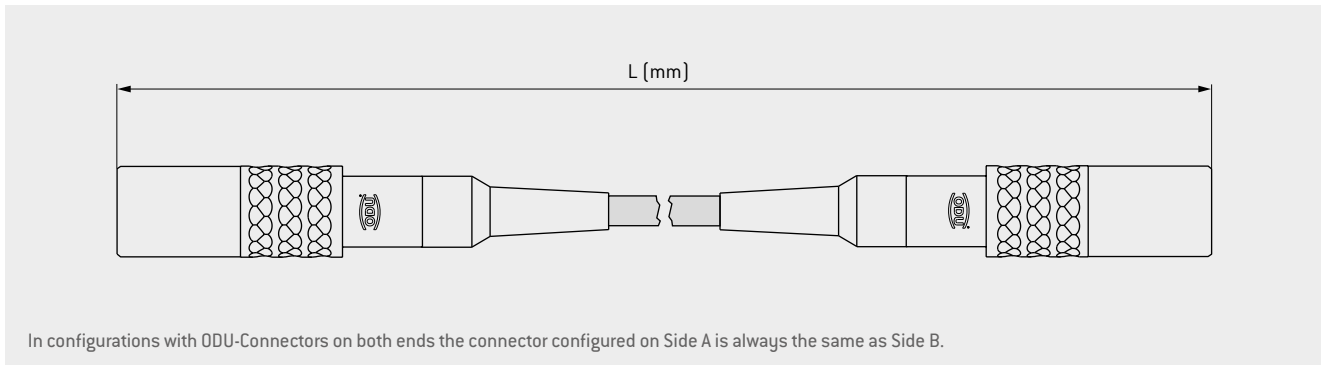 L (mm)
ODU
ODU
In configurations with ODU-Connectors on both ends the connector configured on Side A is always the same as Side B.